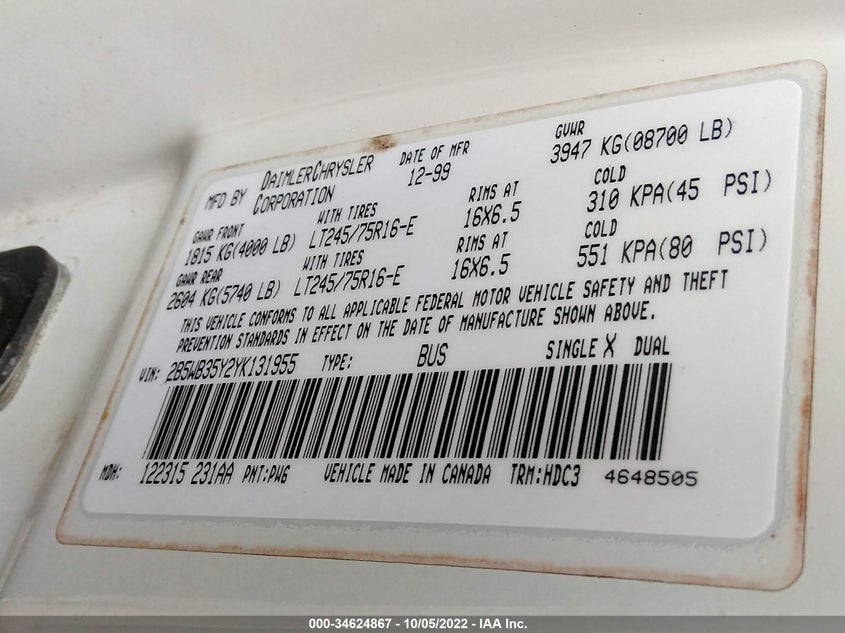 MFD BY DAIMLERCHRYSLER CORPORATION DATE OF MFR 12-99 GVWR 3947 KG(08700 LB)
GAWR FRONT WITH TIRES RIMS AT COLD
1815 KG(4000 LB) LT245/75R16-E 16X6.5 310 KPA(45 PSI)
GAWR REAR WITH TIRES RIMS AT COLD
2604 KG(5740 LB) LT245/75R16-E 16X6.5 551 KPA(80 PSI)
THIS VEHICLE CONFORMS TO ALL APPLICABLE FEDERAL MOTOR VEHICLE SAFETY AND THEFT
PREVENTION STANDARDS IN EFFECT ON THE DATE OF MANUFACTURE SHOWN ABOVE.
VIN: 2B5WB35Y2YK131955 TYPE: BUS SINGLE X DUAL
MDH: 122315 231AA PNT:PW6 VEHICLE MADE IN CANADA TRM:HDC3 4648505
000-34624867 - 10/05/2022 - IAA Inc.